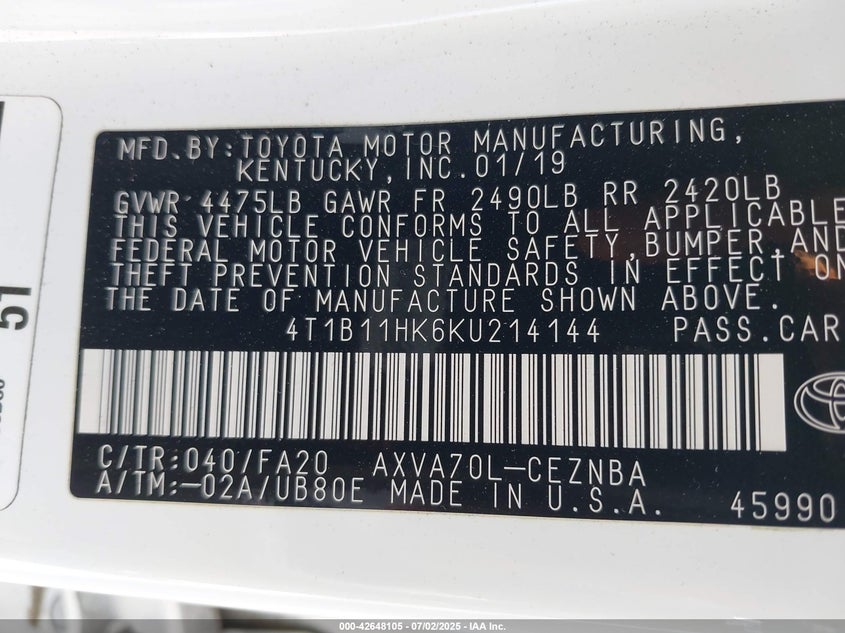 MFD.BY:TOYOTA MOTOR MANUFACTURING,
KENTUCKY, INC.01/19
GVWR 4475LB GAWR FR 2490LB RR 2420LB
THIS VEHICLE CONFORMS TO ALL APPLICABLE
FEDERAL MOTOR VEHICLE SAFETY,BUMPER,AND
THEFT PREVENTION STANDARDS IN EFFECT ON
THE DATE OF MANUFACTURE SHOWN ABOVE.
4T1B11HK6KU214144 PASS.CAR
C/TR:040/FA20 AXVA70L-CEZNBA
A/TM:-02A/UB80E MADE IN U.S.A.
45990
000-42648105 - 07/02/2025 - IAA Inc.